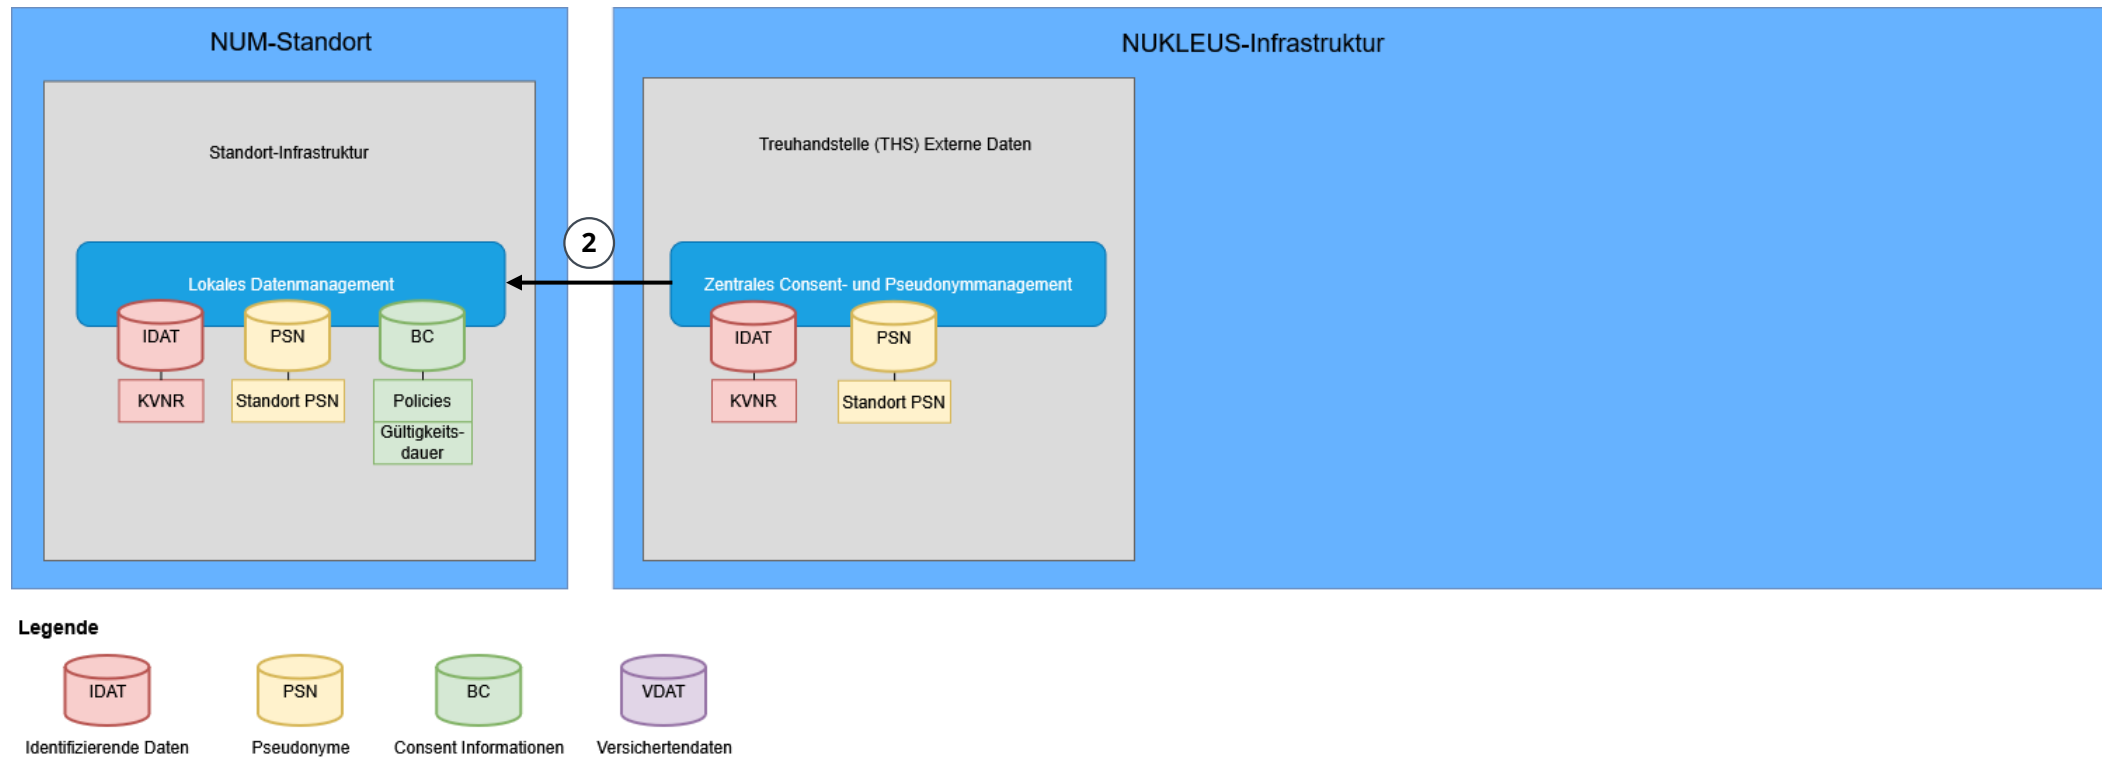 NUM-Standort
Standort-Infrastruktur
Lokales Datenmanagement
IDAT
PSN
BC
KVNR
Standort PSN
Policies
Gültigkeits-
dauer
2
NUKLEUS-Infrastruktur
Treuhandstelle (THS) Externe Daten
Zentrales Consent- und Pseudonymmanagement
IDAT
PSN
KVNR
Standort PSN
Legende
IDAT
PSN
BC
VDAT
Identifizierende Daten
Pseudonyme
Consent Informationen
Versichertendaten